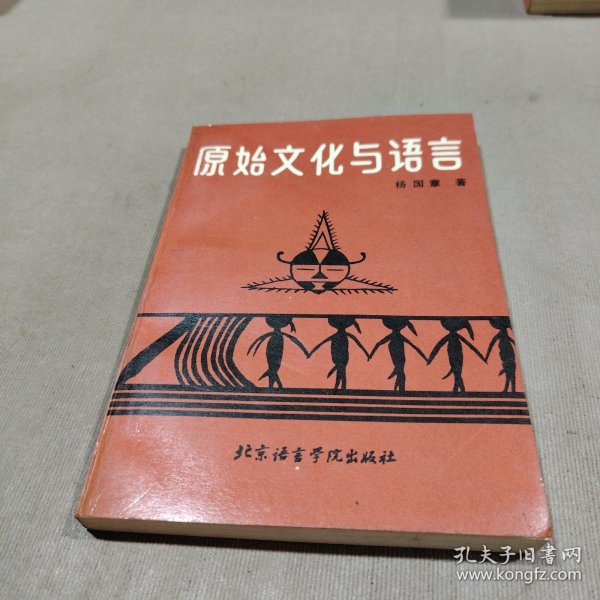 原始文化与语言
杨国章 著
北京语言学院出版社
孔夫子旧书网
www.kongfz.com